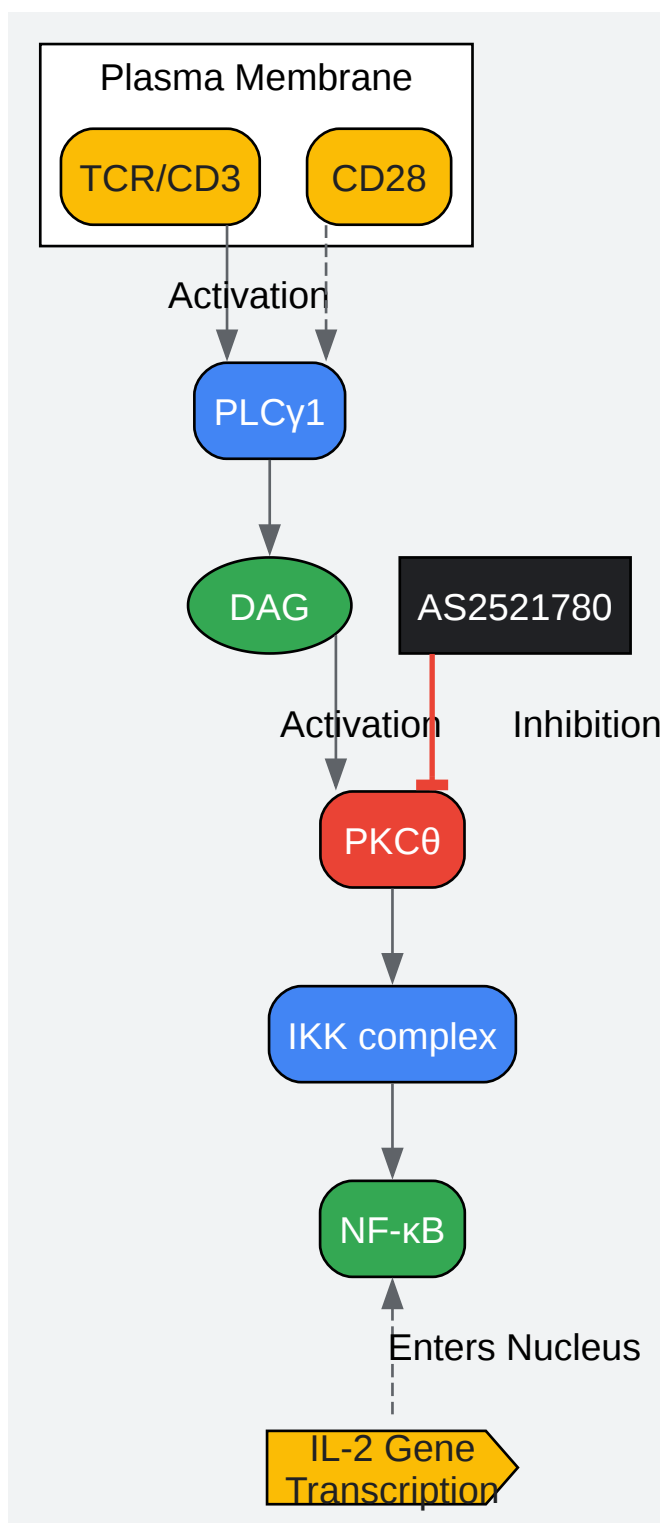 Plasma Membrane
TCR/CD3
CD28
Activation
PLCγ1
DAG
AS2521780
Activation
Inhibition
PKCθ
IKK complex
NF-κB
Enters Nucleus
IL-2 Gene
Transcription